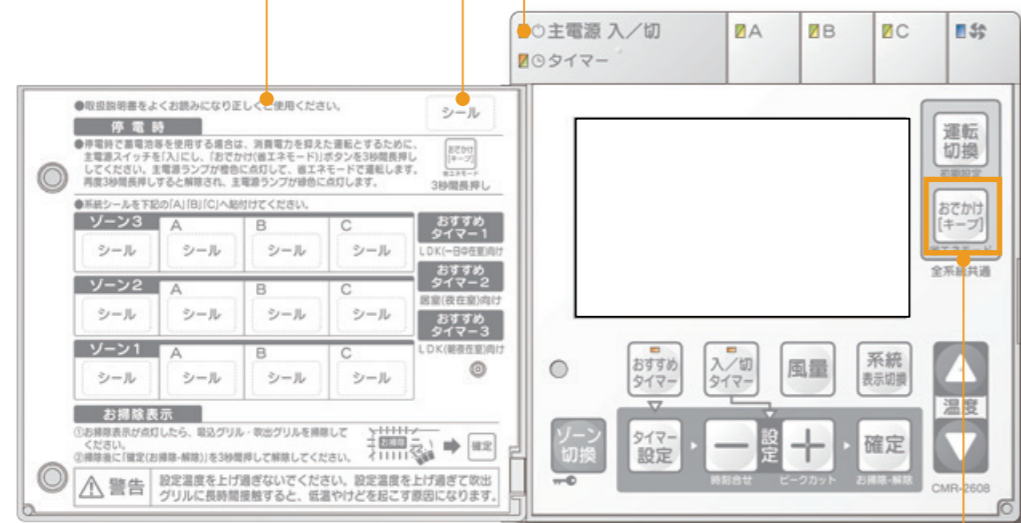 主電源 入／切
タイマー
A
B
C
●取扱説明書をよくお読みになり正しくご使用ください。
シール
停電時
●停電時で蓄電池等を使用する場合は、消費電力を抑えた運転とするために、
主電源スイッチを「入」にし、「おでかけ(省エネモード)」ボタンを3秒間長押し
してください。主電源ランプが橙色に点灯して、省エネモードで運転します。
再度3秒間長押しすると解除され、主電源ランプが緑色に点灯します。
おでかけ
[キープ]
省エネモード
3秒間長押し
●系統シールを下記の「A」「B」「C」へ貼付けてください。
ゾーン3
A
シール
B
シール
C
シール
おすすめ
タイマー1
LDK(一日中在室)向け
ゾーン2
A
シール
B
シール
C
シール
おすすめ
タイマー2
居室(夜在室)向け
ゾーン1
A
シール
B
シール
C
シール
おすすめ
タイマー3
LDK(朝夜在室)向け
お掃除表示
①お掃除表示が点灯したら、吸込グリル・吹出グリルを掃除して
ください。
②掃除後に「確定(お掃除-解除)」を3秒間押して解除してください。
お掃除
確定
警告
設定温度を上げ過ぎないでください。設定温度を上げ過ぎて吹出
グリルに長時間接触すると、低温やけどを起こす原因になります。
運転
切換
初期設定
おでかけ
[キープ]
省エネモード
全系統共通
おすすめ
タイマー
入／切
タイマー
風量
系統
表示切換
温度
ゾーン
切換
タイマー
設定
－
設定
＋
確定
時刻合せ
ピークカット
お掃除-解除
CMR-2608